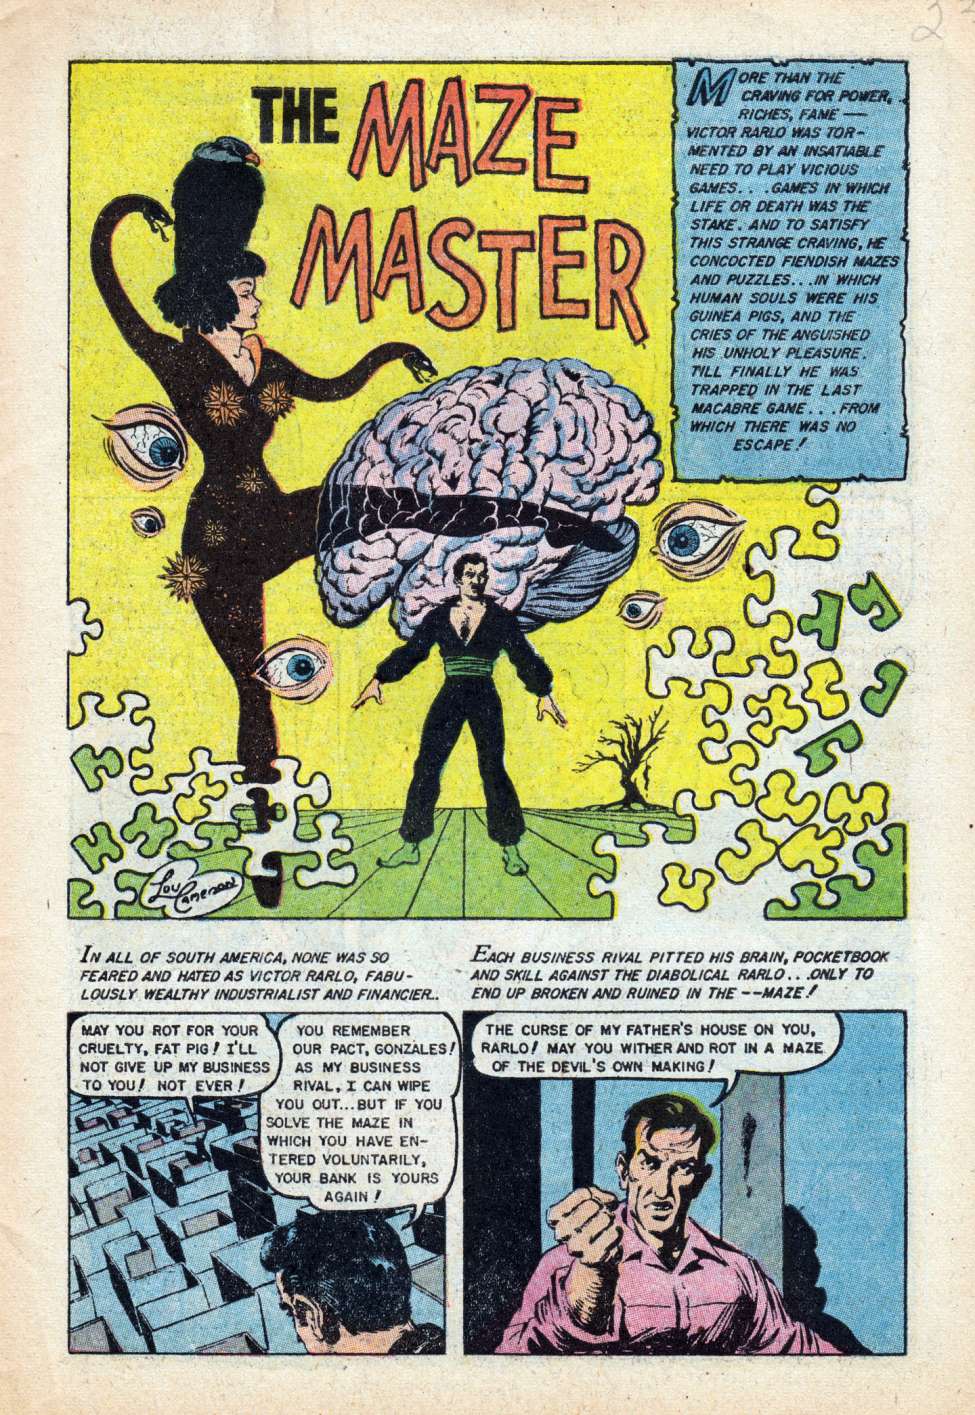 2
THE MAZE
MASTER
MORE THAN THE
CRAVING FOR POWER,
RICHES, FAME —
VICTOR RARLO WAS TOR-
MENTED BY AN INSATIABLE
NEED TO PLAY VICIOUS
GAMES. . .GAMES IN WHICH
LIFE OR DEATH WAS THE
STAKE. AND TO SATISFY
THIS STRANGE CRAVING, HE
CONCOCTED FIENDISH MAZES
AND PUZZLES...IN WHICH
HUMAN SOULS WERE HIS
GUINEA PIGS, AND THE
CRIES OF THE ANGUISHED
HIS UNHOLY PLEASURE.
TILL FINALLY HE WAS
TRAPPED IN THE LAST
MACABRE GAME...FROM
WHICH THERE WAS NO
ESCAPE!
Lou
Cameron
IN ALL OF SOUTH AMERICA, NONE WAS SO
FEARED AND HATED AS VICTOR RARLO, FABU-
LOUSLY WEALTHY INDUSTRIALIST AND FINANCIER..
EACH BUSINESS RIVAL PITTED HIS BRAIN, POCKETBOOK
AND SKILL AGAINST THE DIABOLICAL RARLO...ONLY TO
END UP BROKEN AND RUINED IN THE --MAZE!
MAY YOU ROT FOR YOUR
CRUELTY, FAT PIG! I'LL
NOT GIVE UP MY BUSINESS
TO YOU! NOT EVER!
YOU REMEMBER
OUR PACT, GONZALES!
AS MY BUSINESS
RIVAL, I CAN WIPE
YOU OUT...BUT IF YOU
SOLVE THE MAZE IN
WHICH YOU HAVE EN-
TERED VOLUNTARILY,
YOUR BANK IS YOURS
AGAIN!
THE CURSE OF MY FATHER'S HOUSE ON YOU,
RARLO! MAY YOU WITHER AND ROT IN A MAZE
OF THE DEVIL'S OWN MAKING!